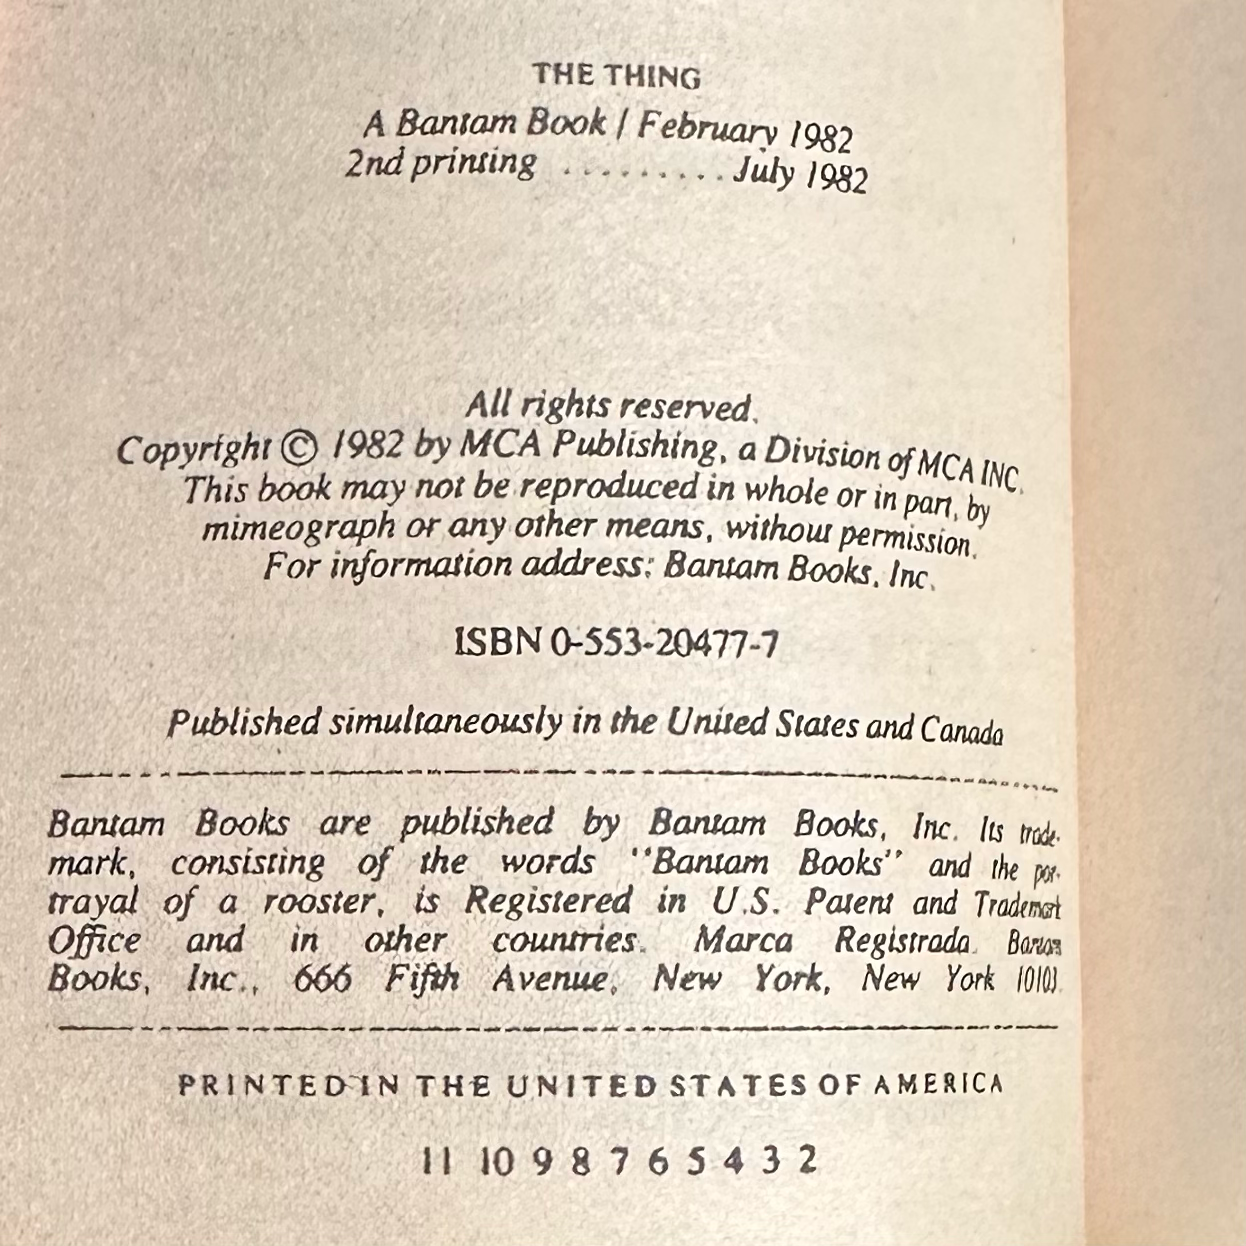 THE THING
A Bantam Book / February 1982
2nd printing ......... July 1982
All rights reserved.
Copyright © 1982 by MCA Publishing, a Division of MCA INC.
This book may not be reproduced in whole or in part, by
mimeograph or any other means, without permission.
For information address: Bantam Books, Inc.
ISBN 0-553-20477-7
Published simultaneously in the United States and Canada
Bantam Books are published by Bantam Books, Inc. Its trade-
mark, consisting of the words "Bantam Books" and the por-
trayal of a rooster, is Registered in U.S. Patent and Trademark
Office and in other countries. Marca Registrada. Bantam
Books, Inc., 666 Fifth Avenue, New York, New York 10103.
PRINTED IN THE UNITED STATES OF AMERICA
11 10 9 8 7 6 5 4 3 2